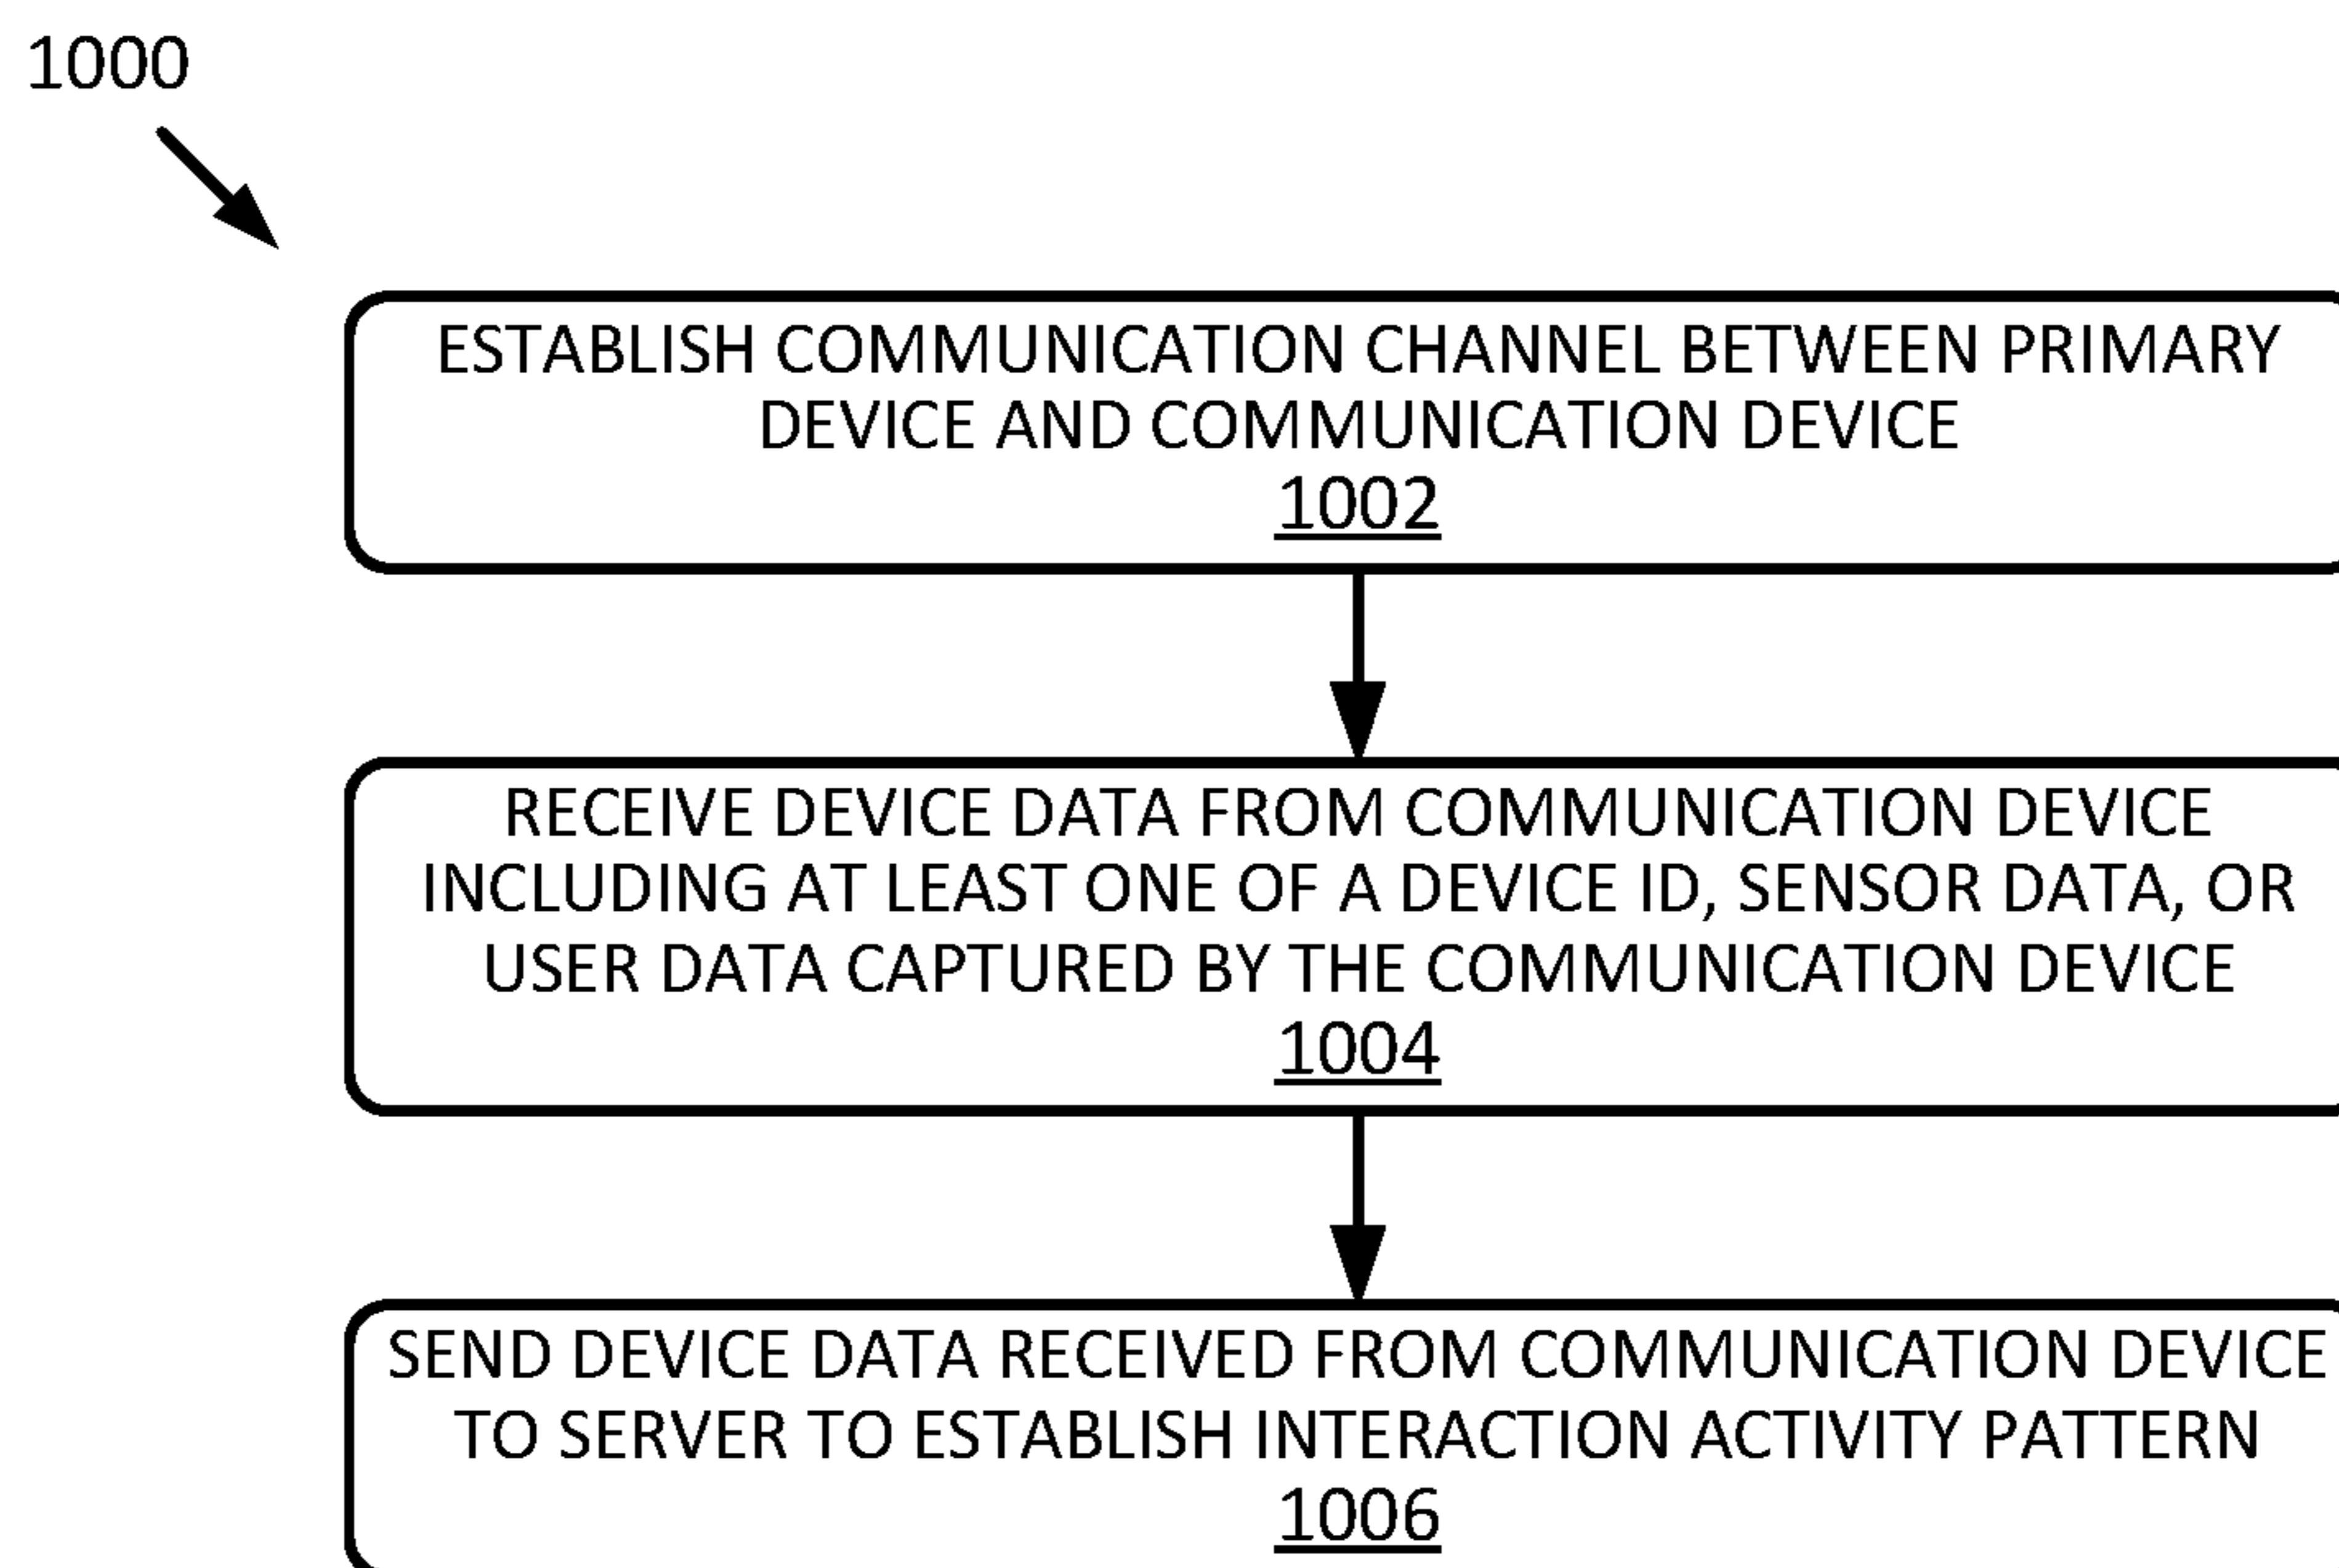 1000
ESTABLISH COMMUNICATION CHANNEL BETWEEN PRIMARY
DEVICE AND COMMUNICATION DEVICE
1002
RECEIVE DEVICE DATA FROM COMMUNICATION DEVICE
INCLUDING AT LEAST ONE OF A DEVICE ID, SENSOR DATA, OR
USER DATA CAPTURED BY THE COMMUNICATION DEVICE
1004
SEND DEVICE DATA RECEIVED FROM COMMUNICATION DEVICE
TO SERVER TO ESTABLISH INTERACTION ACTIVITY PATTERN
1006